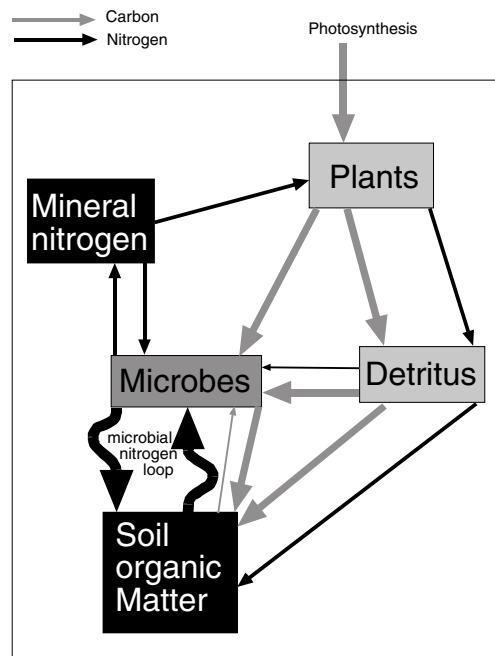 Carbon
Nitrogen
Photosynthesis
Plants
Mineral
nitrogen
Microbes
Detritus
microbial
nitrogen
loop
Soil
organic
Matter